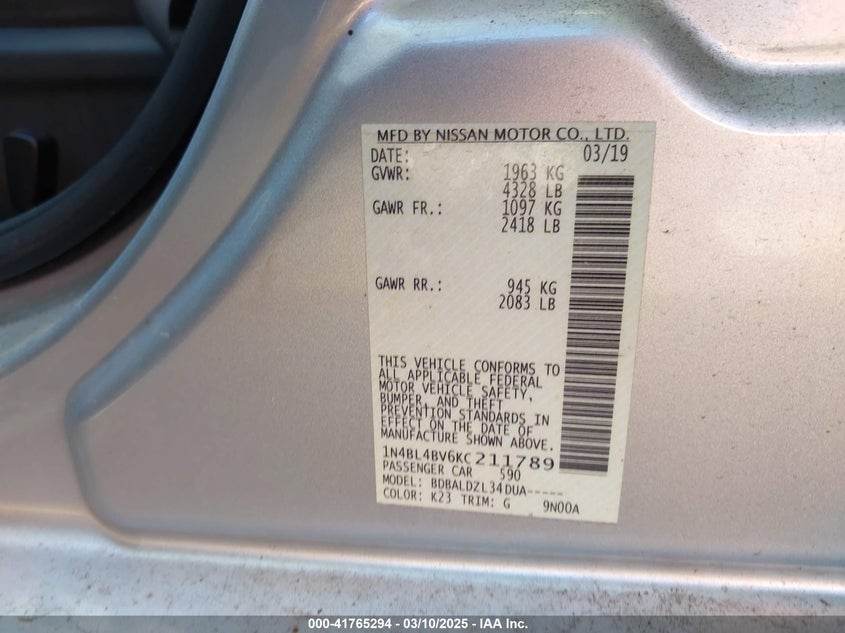 MFD BY NISSAN MOTOR CO., LTD.
DATE: 03/19
GVWR: 1963 KG
4328 LB
GAWR FR.: 1097 KG
2418 LB
GAWR RR.: 945 KG
2083 LB
THIS VEHICLE CONFORMS TO
ALL APPLICABLE FEDERAL
MOTOR VEHICLE SAFETY,
BUMPER, AND THEFT
PREVENTION STANDARDS IN
EFFECT ON THE DATE OF
MANUFACTURE SHOWN ABOVE.
1N4BL4BV6KC211789
PASSENGER CAR 590
MODEL: BDBALDZL34DUA-----
COLOR: K23 TRIM: G 9N00A
000-41765294 - 03/10/2025 - IAA Inc.